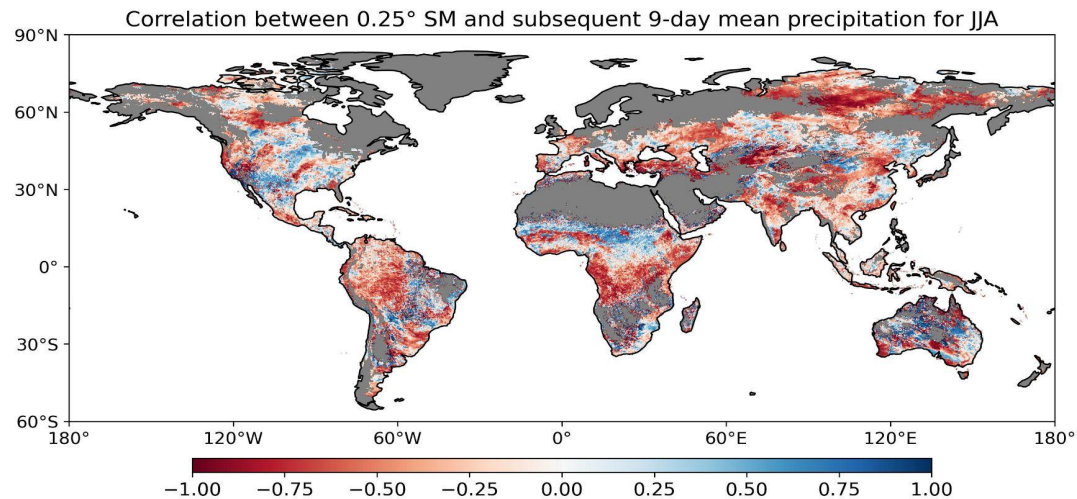 Correlation between 0.25° SM and subsequent 9-day mean precipitation for JJA
90°N
60°N
30°N
0°
30°S
60°S
180° 120°W 60°W 0° 60°E 120°E 180°
−1.00 −0.75 −0.50 −0.25 0.00 0.25 0.50 0.75 1.00